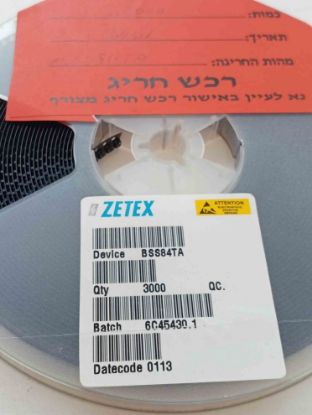 כמות:
תאריך:
מהות החריגה:
רכש חריג
נא לעיין באישור רכש חריג מצורף
ZETEX
ATTENTION
Device BSS84TA
Qty 3000 QC.
Batch 6C45430.1
Datecode 0113